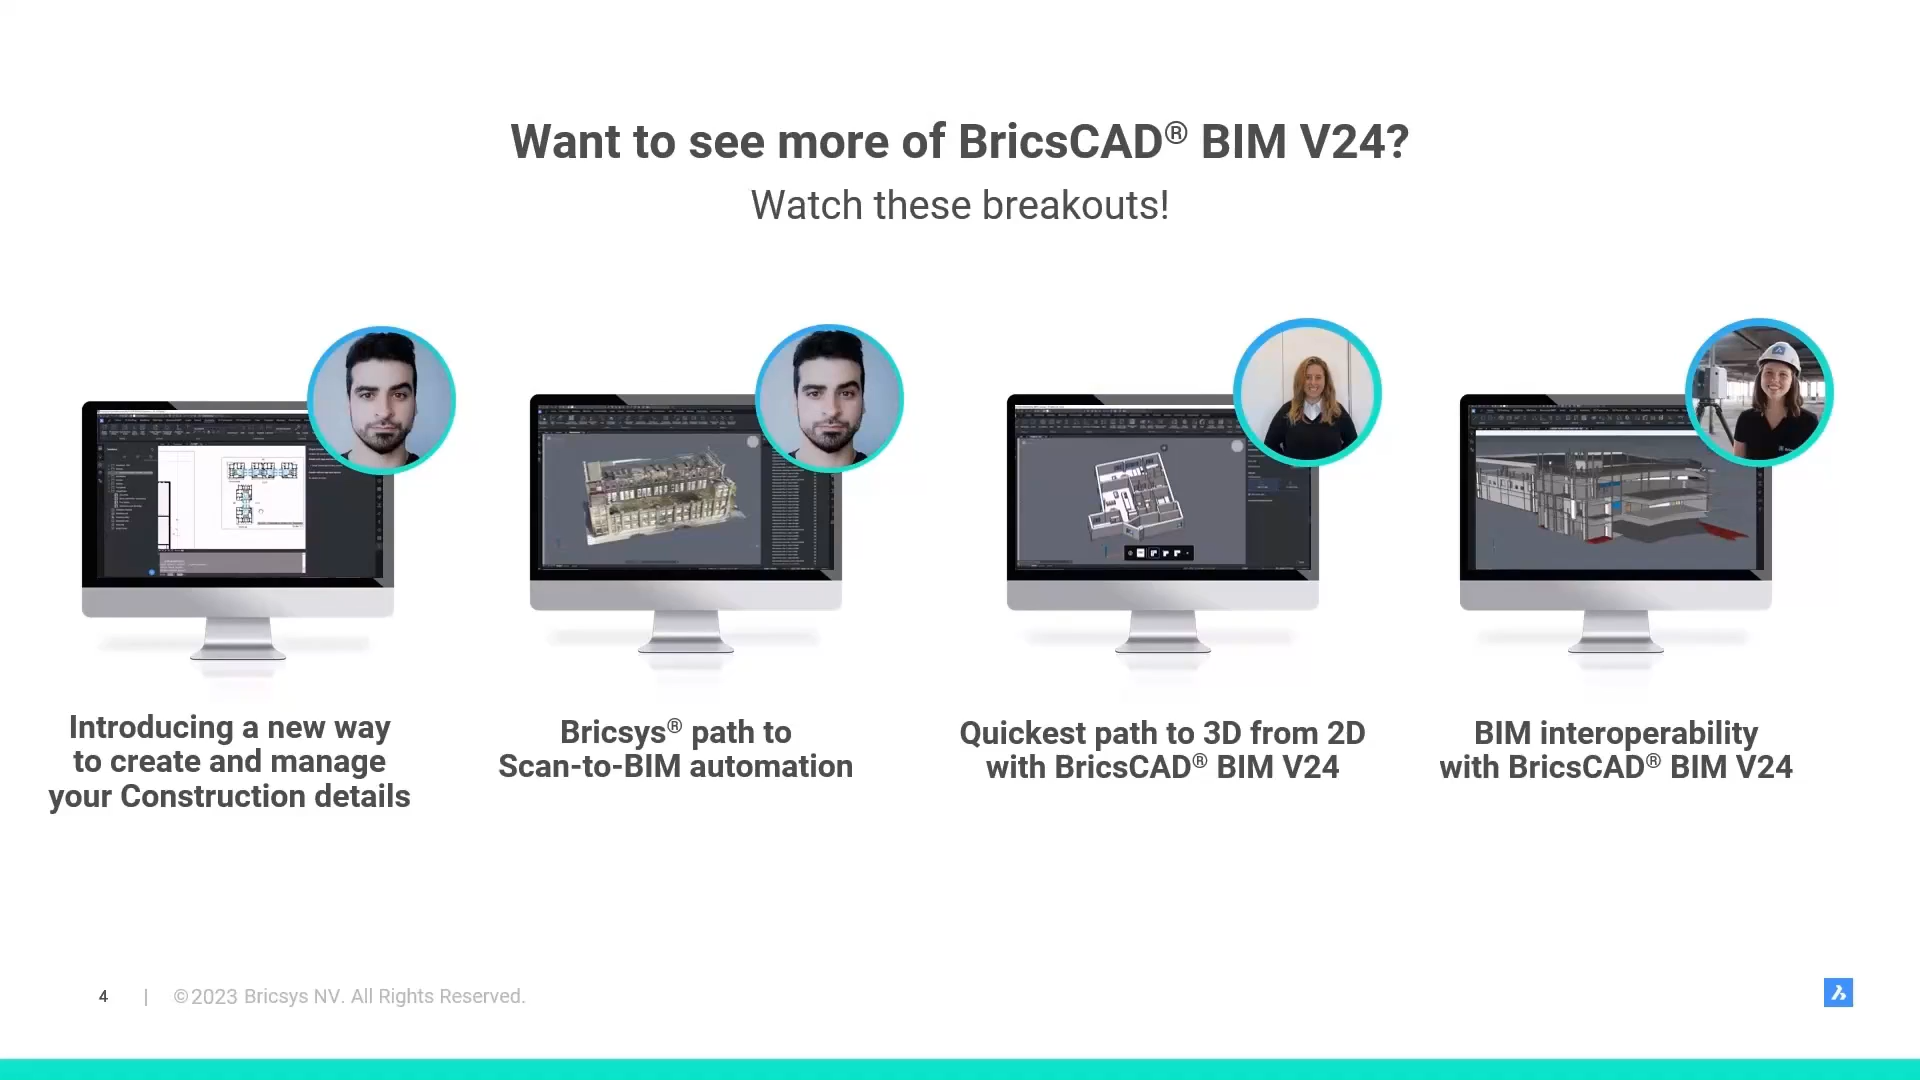 Want to see more of BricsCAD® BIM V24?
Watch these breakouts!
Introducing a new way
to create and manage
your Construction details
Bricsys® path to
Scan-to-BIM automation
Quickest path to 3D from 2D
with BricsCAD® BIM V24
BIM interoperability
with BricsCAD® BIM V24
4 | ©2023 Bricsys NV. All Rights Reserved.